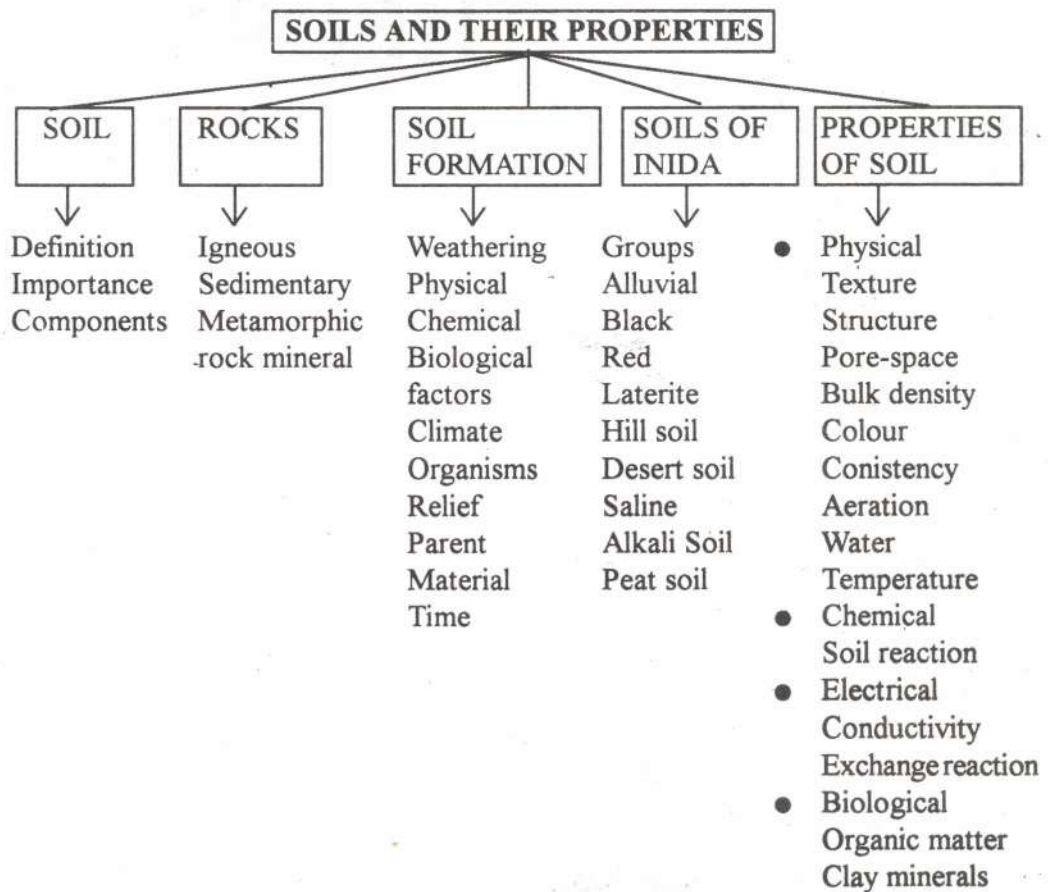 SOILS AND THEIR PROPERTIES
SOIL
Definition
Importance
Components
ROCKS
Igneous
Sedimentary
Metamorphic
rock mineral
SOIL
FORMATION
Weathering
Physical
Chemical
Biological
factors
Climate
Organisms
Relief
Parent
Material
Time
SOILS OF
INIDA
Groups
Alluvial
Black
Red
Laterite
Hill soil
Desert soil
Saline
Alkali Soil
Peat soil
PROPERTIES
OF SOIL
● Physical
Texture
Structure
Pore-space
Bulk density
Colour
Conistency
Aeration
Water
Temperature
● Chemical
Soil reaction
● Electrical
Conductivity
Exchange reaction
● Biological
Organic matter
Clay minerals